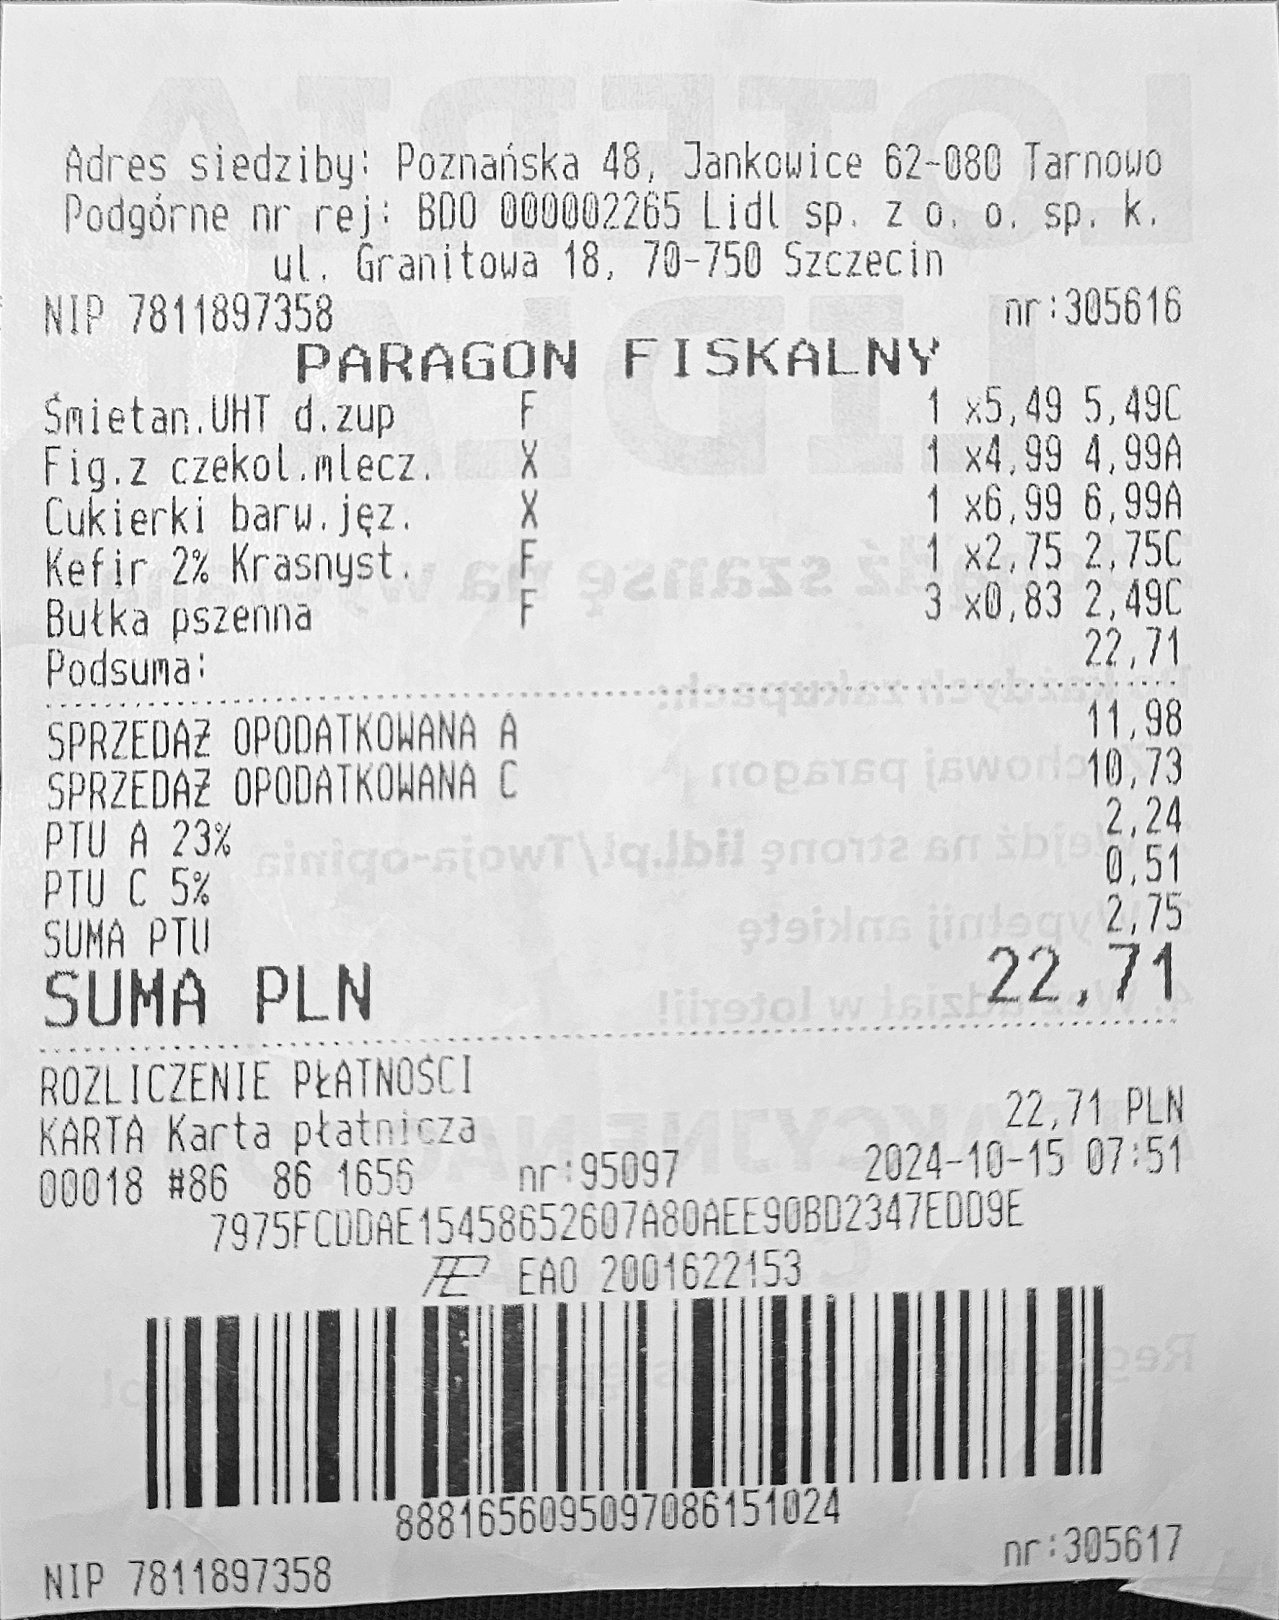 Adres siedziby: Poznańska 48, Jankowice 62-080 Tarnowo
Podgórne nr rej: BDO 000002265 Lidl sp. z o. o. sp. k.
ul. Granitowa 18, 70-750 Szczecin
NIP 7811897358 nr:305616
PARAGON FISKALNY
Śmietan.UHT d.zup F 1 x5,49 5,49C
Fig.z czekol.mlecz. X 1 x4,99 4,99A
Cukierki barw.jęz. X 1 x6,99 6,99A
Kefir 2% Krasnyst. F 1 x2,75 2,75C
Bułka pszenna F 3 x0,83 2,49C
Podsuma: 22,71
SPRZEDAŻ OPODATKOWANA A 11,98
SPRZEDAŻ OPODATKOWANA C 10,73
PTU A 23% 2,24
PTU C 5% 0,51
SUMA PTU 2,75
SUMA PLN 22,71
ROZLICZENIE PŁATNOŚCI
KARTA Karta płatnicza 22,71 PLN
00018 #86 86 1656 nr:95097 2024-10-15 07:51
7975FCDDAE15458652607A80AEE90BD2347EDD9E
EAO 2001622153
8881656095097086151024
NIP 7811897358 nr:305617